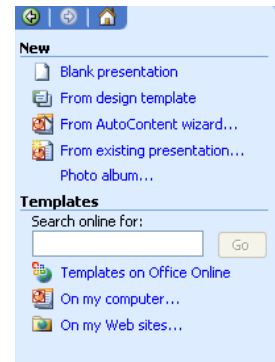 New
Blank presentation
From design template
From AutoContent wizard...
From existing presentation...
Photo album...
Templates
Search online for:
Go
Templates on Office Online
On my computer...
On my Web sites...